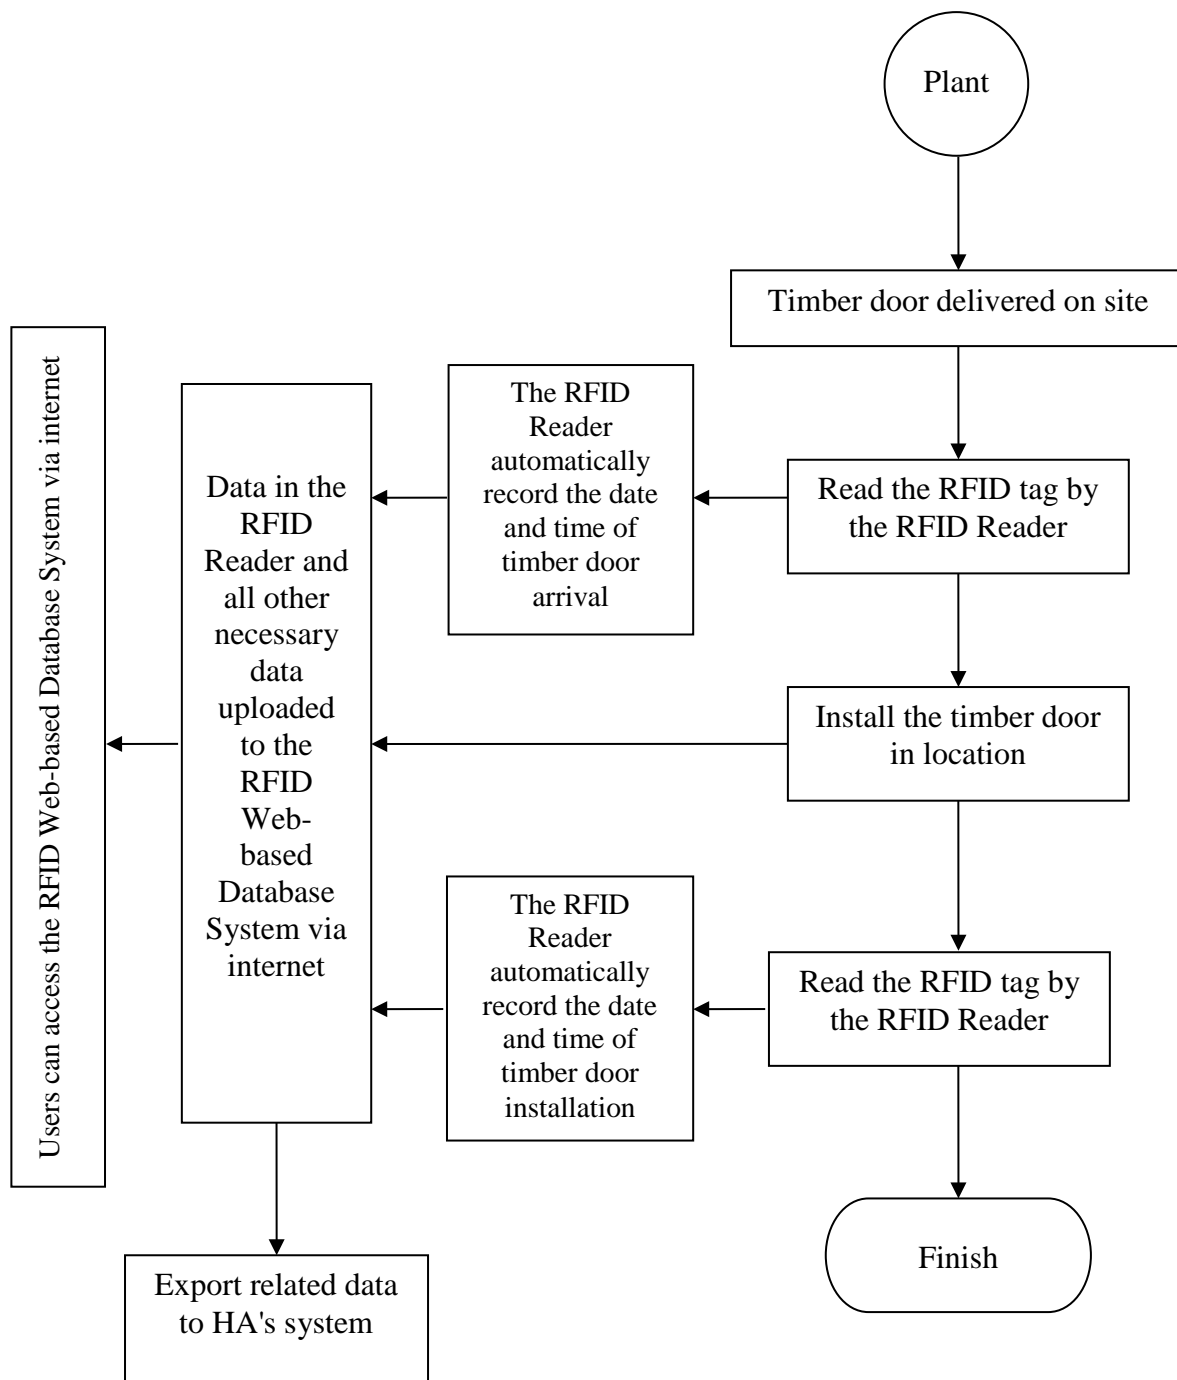 Plant
Timber door delivered on site
Users can access the RFID Web-based Database System via internet
The RFID
Reader
automatically
record the date
and time of
timber door
arrival
Read the RFID tag by
the RFID Reader
Data in the
RFID
Reader and
all other
necessary
data
uploaded
to the
RFID
Web-
based
Database
System via
internet
Install the timber door
in location
The RFID
Reader
automatically
record the date
and time of
timber door
installation
Read the RFID tag by
the RFID Reader
Finish
Export related data
to HA's system